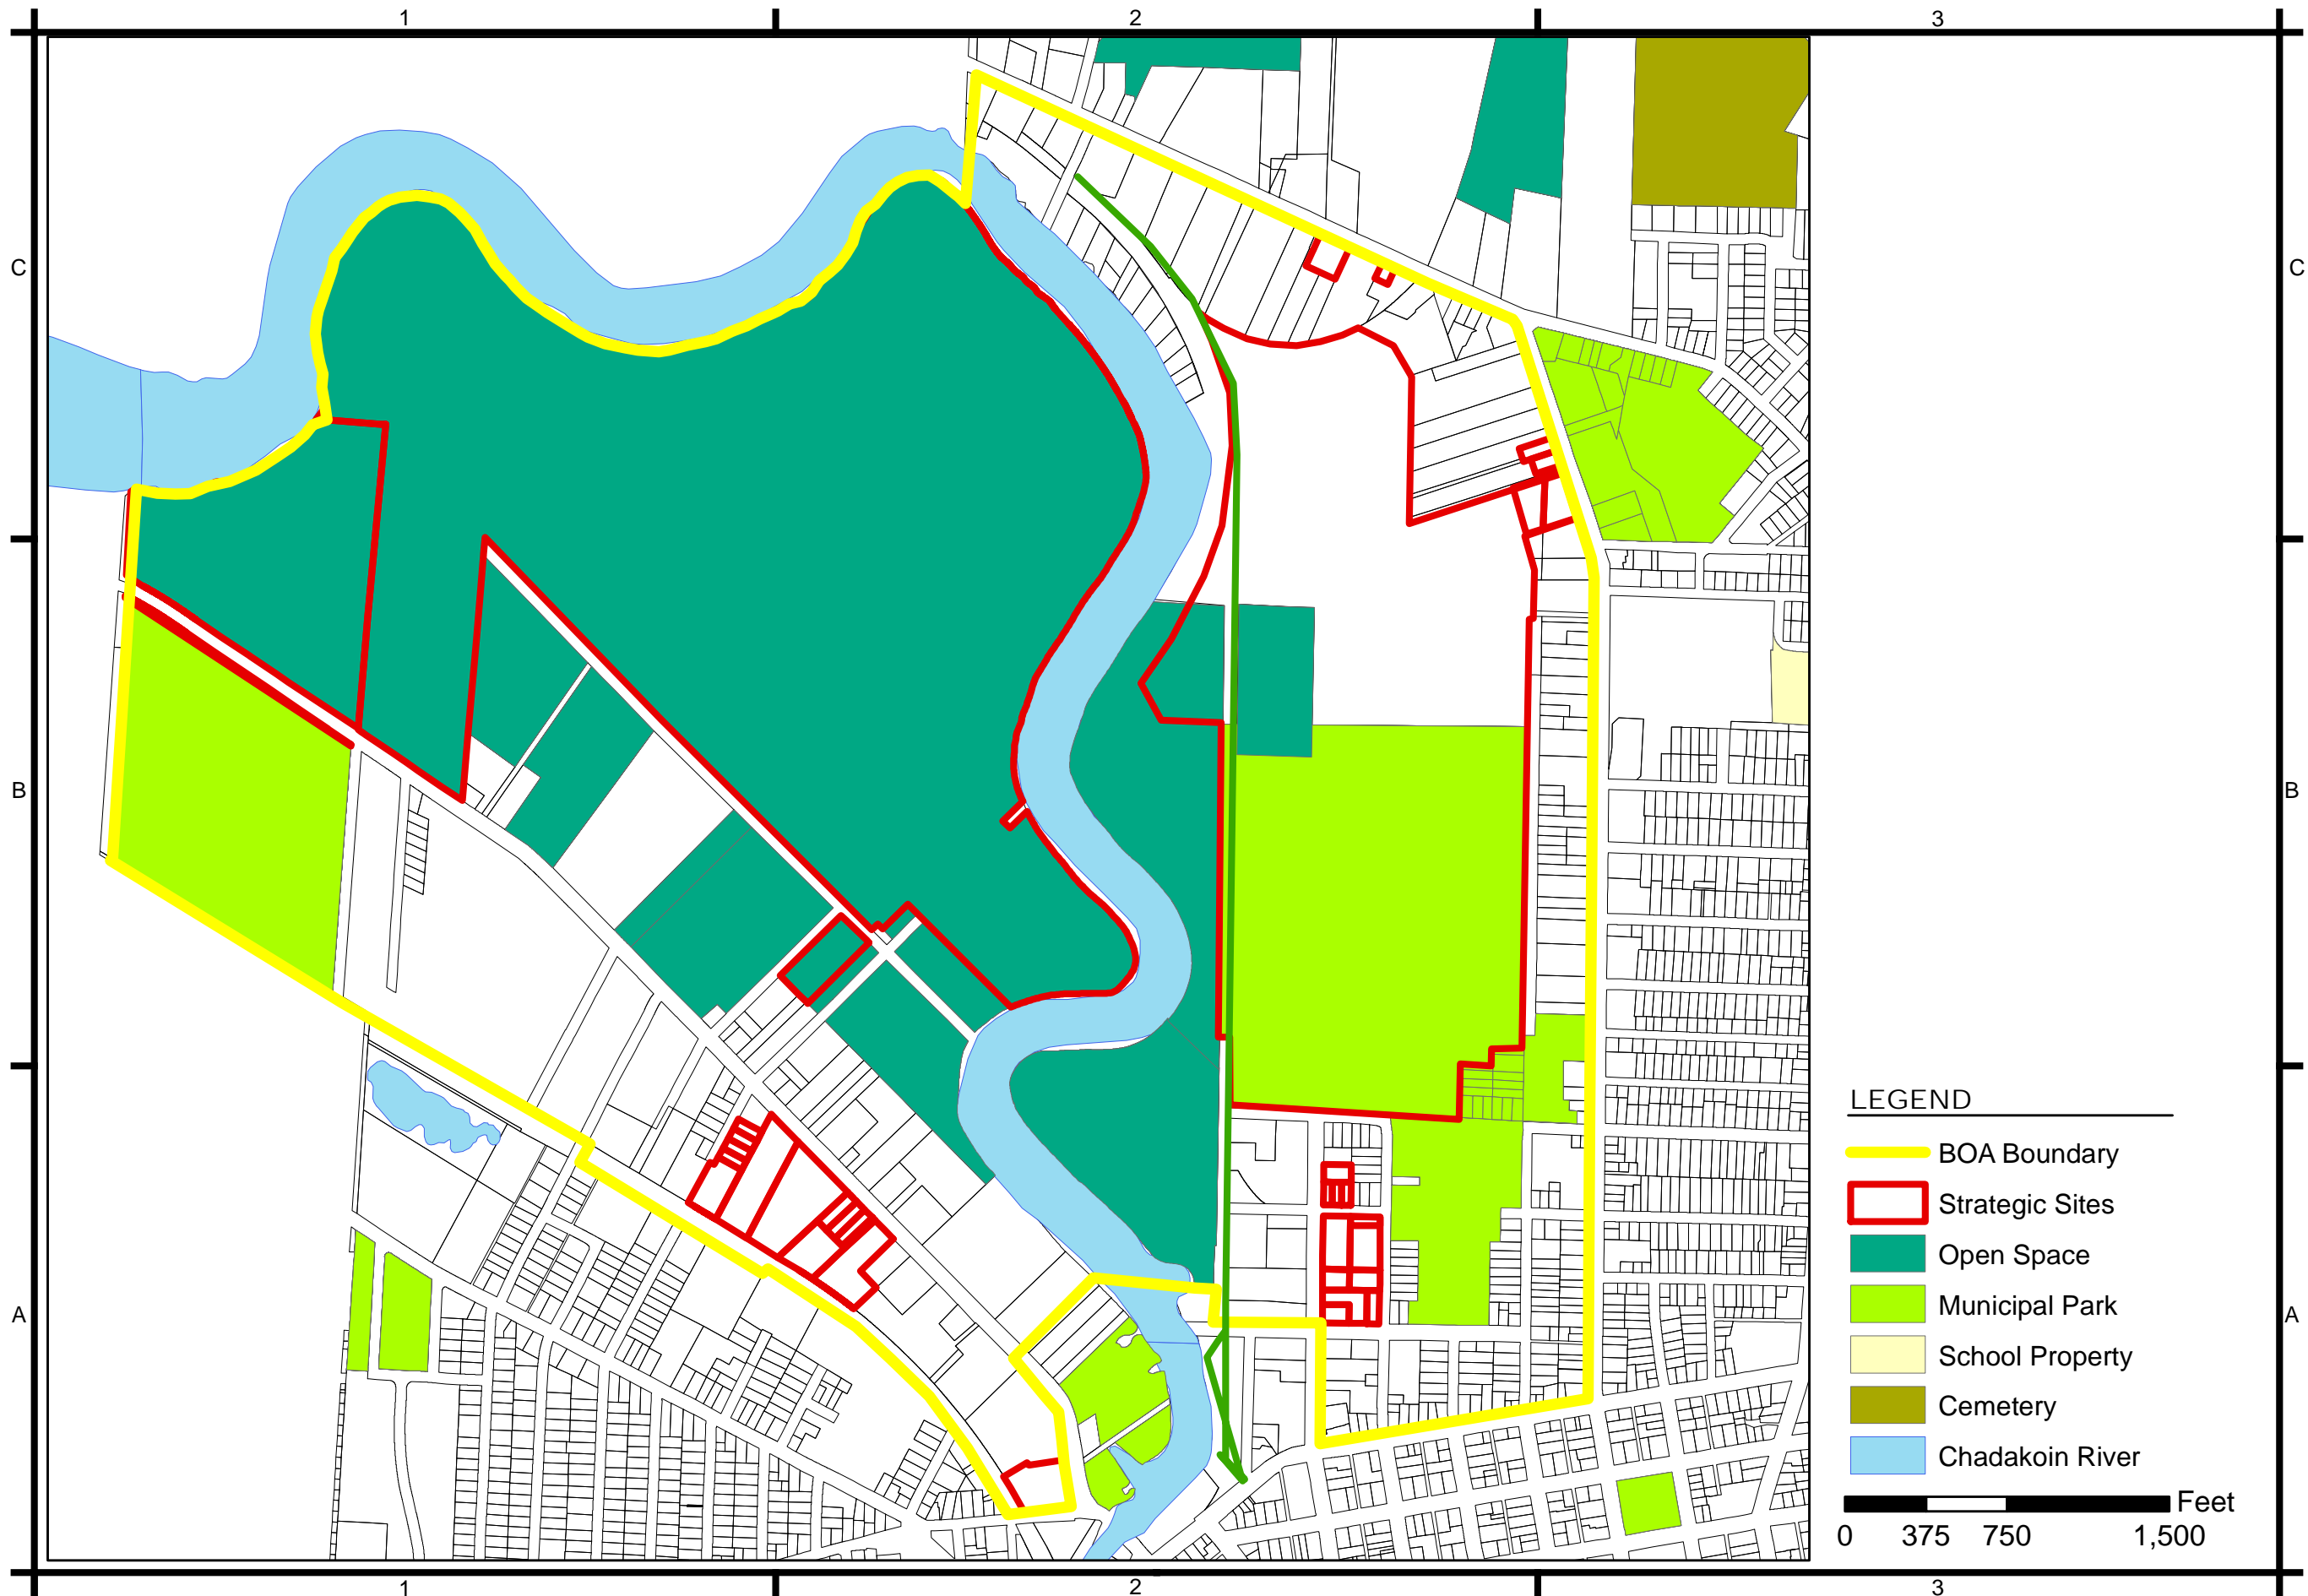 1 2 3
C C
B B
A A
LEGEND
BOA Boundary
Strategic Sites
Open Space
Municipal Park
School Property
Cemetery
Chadakoin River
Feet
0 375 750 1,500
1 2 3